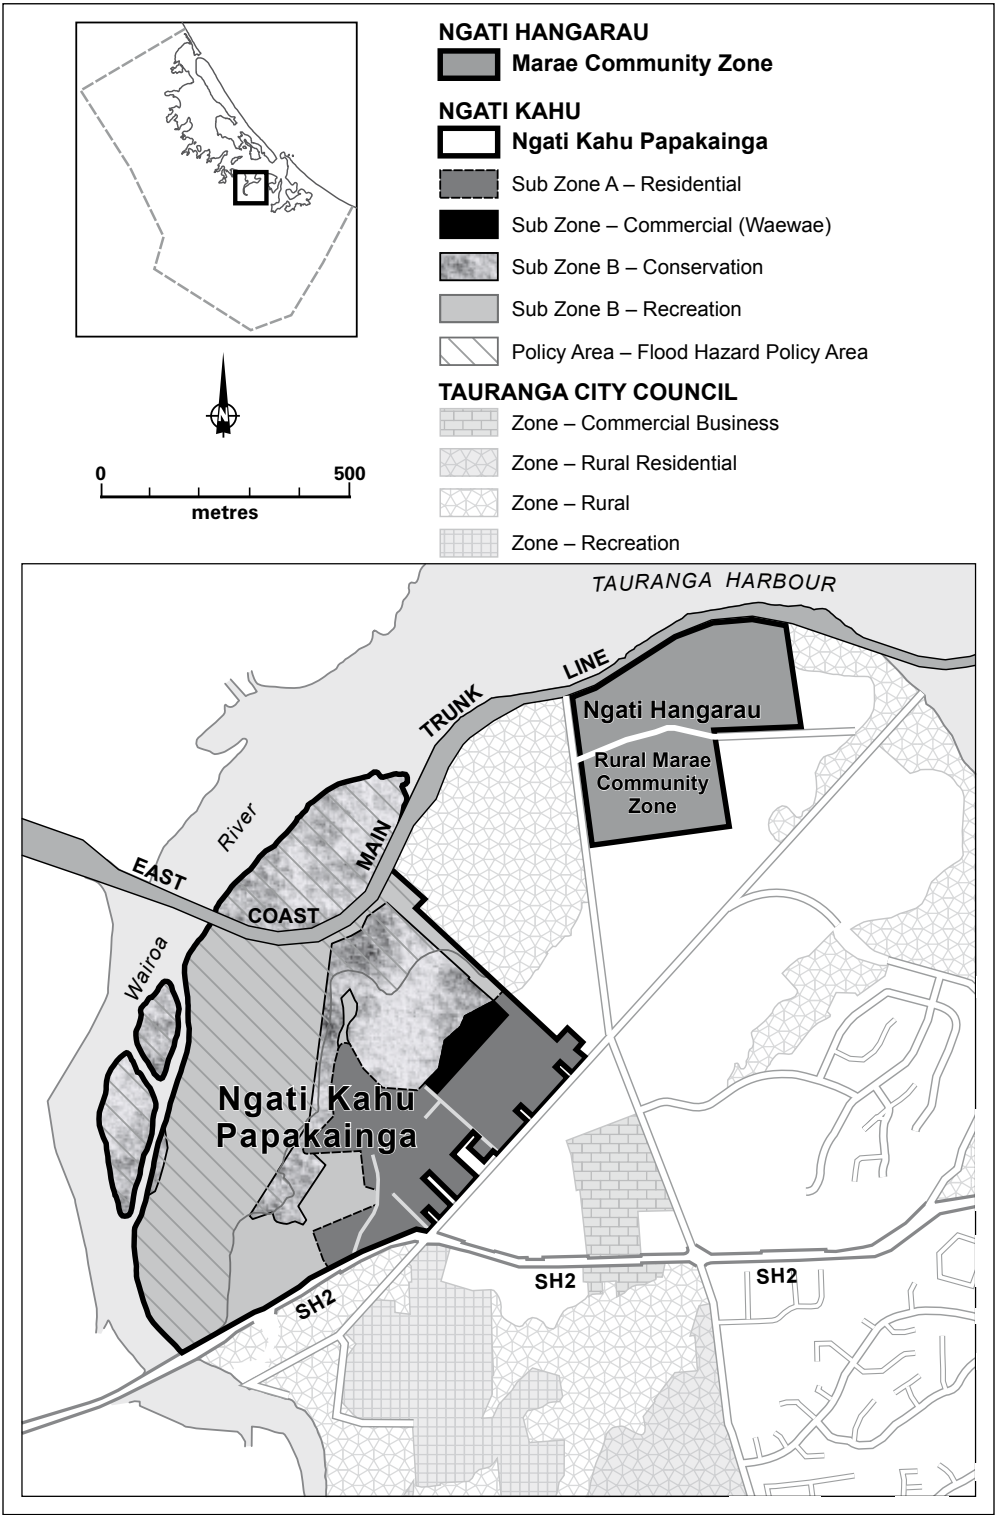 NGATI HANGARAU
Marae Community Zone
NGATI KAHU
Ngati Kahu Papakainga
Sub Zone A – Residential
Sub Zone – Commercial (Waewae)
Sub Zone B – Conservation
Sub Zone B – Recreation
Policy Area – Flood Hazard Policy Area
TAURANGA CITY COUNCIL
Zone – Commercial Business
Zone – Rural Residential
Zone – Rural
Zone – Recreation
N
0 500
metres
TAURANGA HARBOUR
LINE
TRUNK
Ngati Hangarau
Rural Marae
Community
Zone
River
MAIN
EAST
COAST
Wairoa
Ngati Kahu
Papakainga
SH2
SH2
SH2